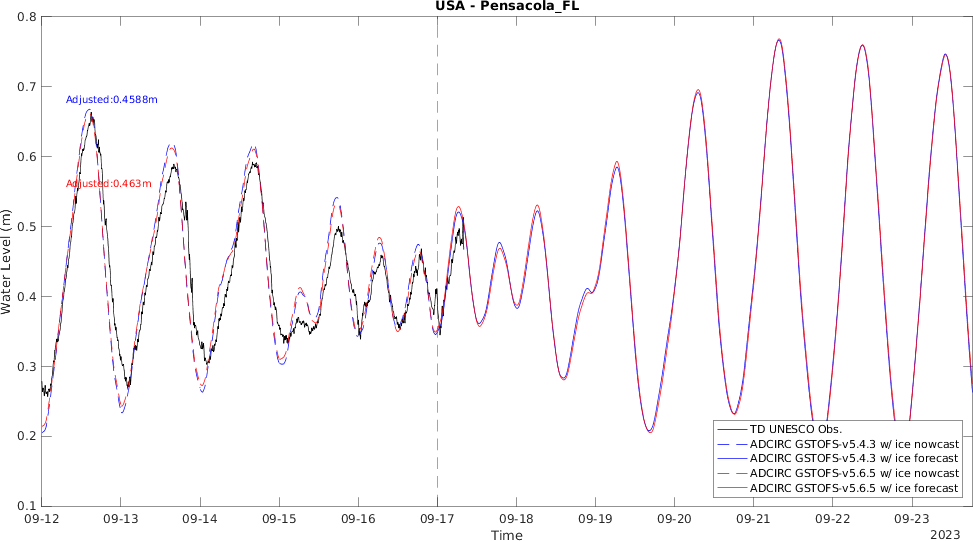 USA - Pensacola_FL
0.8
0.7
0.6
0.5
0.4
0.3
0.2
0.1
Water Level (m)
Adjusted:0.4588m
Adjusted:0.463m
TD UNESCO Obs.
ADCIRC GSTOFS-v5.4.3 w/ ice nowcast
ADCIRC GSTOFS-v5.4.3 w/ ice forecast
ADCIRC GSTOFS-v5.6.5 w/ ice nowcast
ADCIRC GSTOFS-v5.6.5 w/ ice forecast
09-12 09-13 09-14 09-15 09-16 09-17 09-18 09-19 09-20 09-21 09-22 09-23
Time
2023